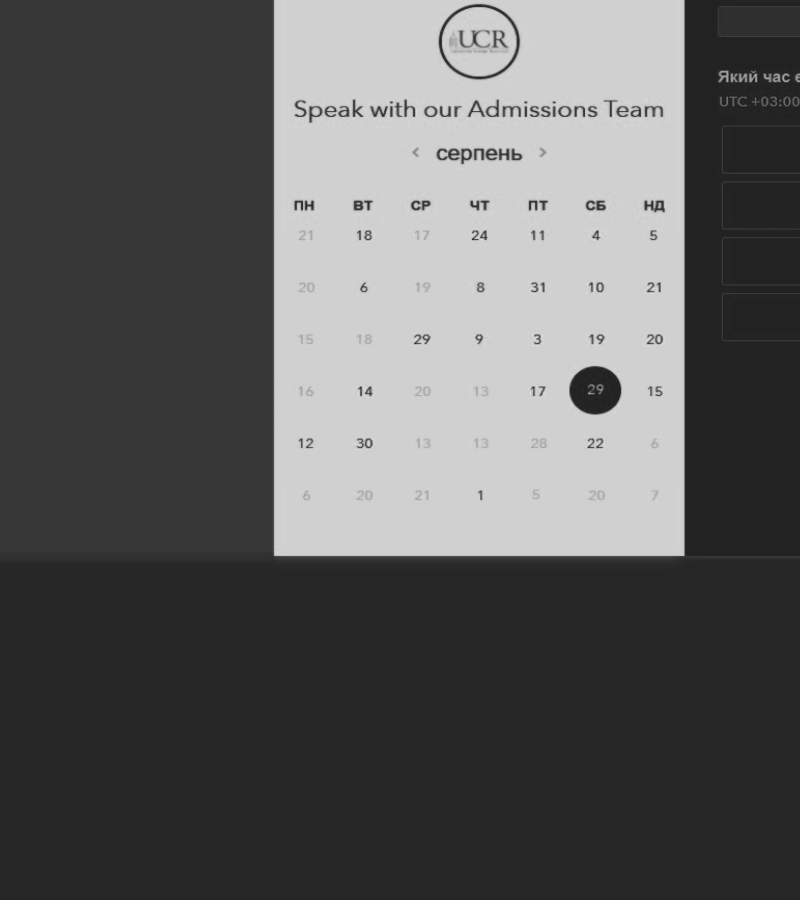 UCR
Speak with our Admissions Team
< серпень >
ПН ВТ СР ЧТ ПТ СБ НД
21 18 17 24 11 4 5
20 6 19 8 31 10 21
15 18 29 9 3 19 20
16 14 20 13 17 29 15
12 30 13 13 28 22 6
6 20 21 1 5 20 7
Який час
UTC +03:00